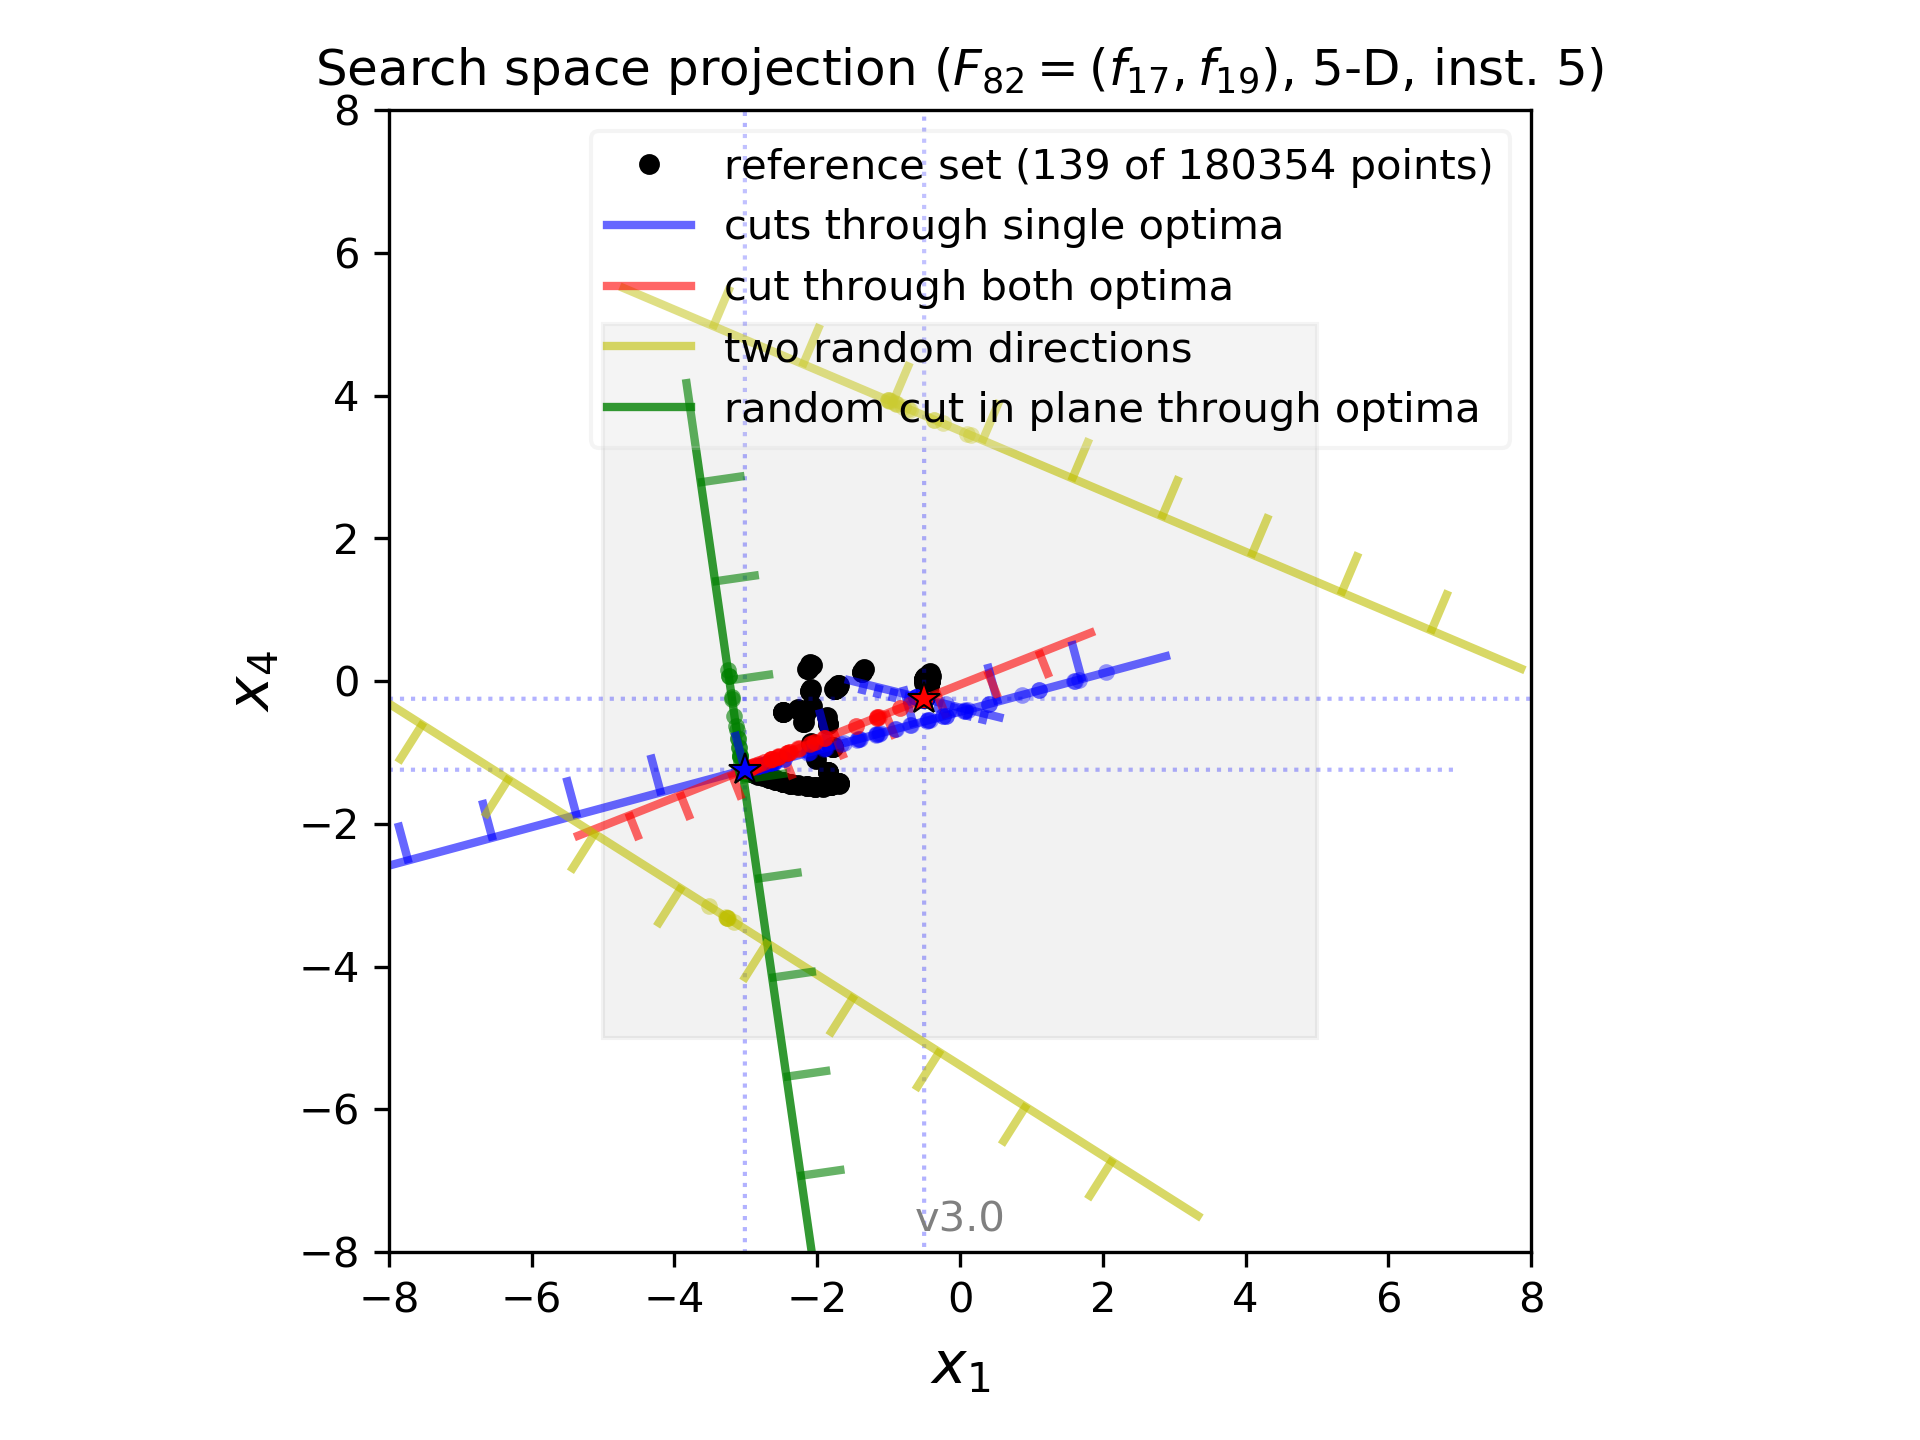 Search space projection (F82 = (f17, f19), 5-D, inst. 5)
8
6
4
2
0
−2
−4
−6
−8
x4
reference set (139 of 180354 points)
cuts through single optima
cut through both optima
two random directions
random cut in plane through optima
v3.0
−8 −6 −4 −2 0 2 4 6 8
x1